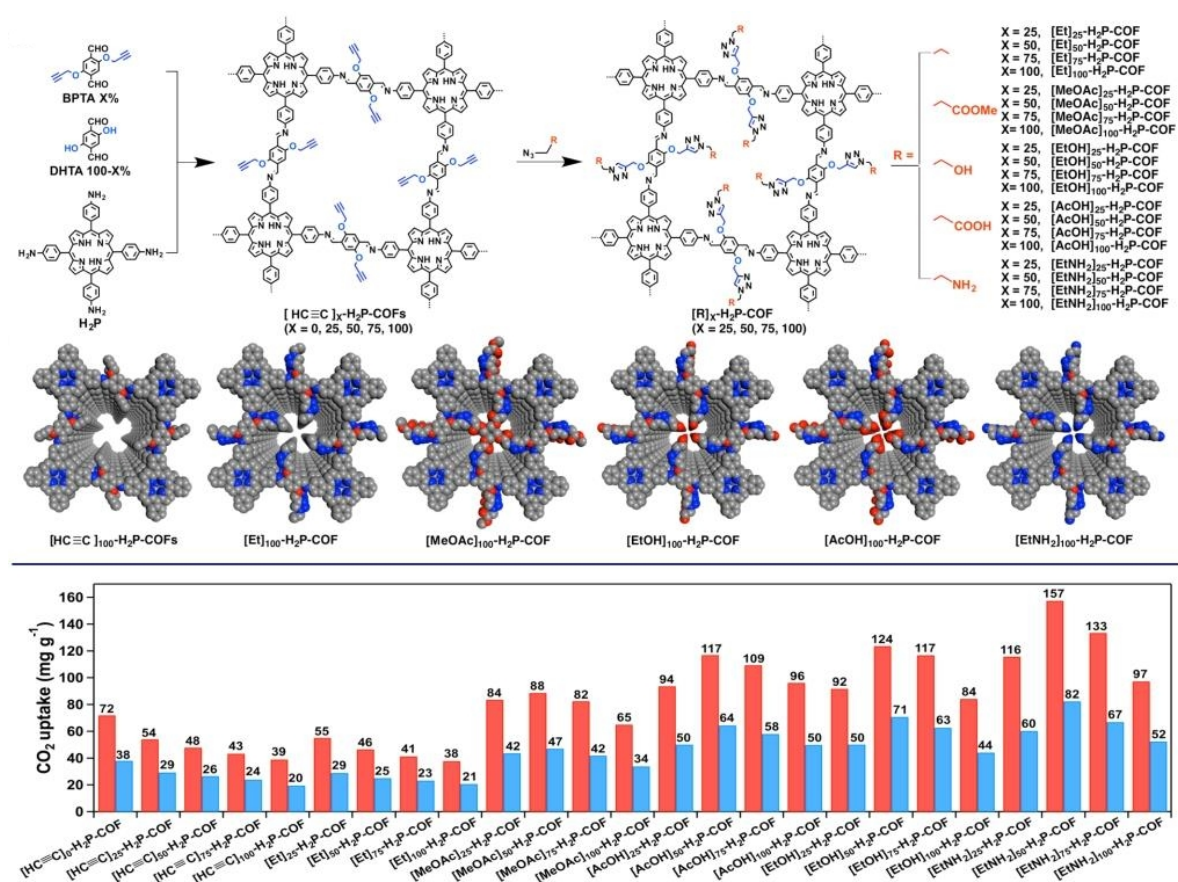 CHO
CHO
BPTA X%
CHO
OH
HO
CHO
DHTA 100-X%
NH₂
H₂N
NH₂
NH₂
H₂P
[ HC≡C ]ₓ-H₂P-COFs
(X = 0, 25, 50, 75, 100)
N₃
R
[R]ₓ-H₂P-COF
(X = 25, 50, 75, 100)
R =
X = 25, [Et]₂₅-H₂P-COF
X = 50, [Et]₅₀-H₂P-COF
X = 75, [Et]₇₅-H₂P-COF
X = 100, [Et]₁₀₀-H₂P-COF
COOMe
X = 25, [MeOAc]₂₅-H₂P-COF
X = 50, [MeOAc]₅₀-H₂P-COF
X = 75, [MeOAc]₇₅-H₂P-COF
X= 100, [MeOAc]₁₀₀-H₂P-COF
OH
X = 25, [EtOH]₂₅-H₂P-COF
X = 50, [EtOH]₅₀-H₂P-COF
X = 75, [EtOH]₇₅-H₂P-COF
X = 100, [EtOH]₁₀₀-H₂P-COF
COOH
X = 25, [AcOH]₂₅-H₂P-COF
X = 50, [AcOH]₅₀-H₂P-COF
X = 75, [AcOH]₇₅-H₂P-COF
X = 100, [AcOH]₁₀₀-H₂P-COF
NH₂
X = 25, [EtNH₂]₂₅-H₂P-COF
X = 50, [EtNH₂]₅₀-H₂P-COF
X = 75, [EtNH₂]₇₅-H₂P-COF
X = 100, [EtNH₂]₁₀₀-H₂P-COF
[HC≡C ]₁₀₀-H₂P-COFs
[Et]₁₀₀-H₂P-COF
[MeOAc]₁₀₀-H₂P-COF
[EtOH]₁₀₀-H₂P-COF
[AcOH]₁₀₀-H₂P-COF
[EtNH₂]₁₀₀-H₂P-COF
CO₂ uptake (mg g⁻¹)
160
140
120
100
80
60
40
20
0
72 38
54 29
48 26
43 24
39 20
55 29
46 25
41 23
38 21
84 42
88 47
82 42
65 34
94 50
117 64
109 58
96 50
92 50
124 71
117 63
84 44
116 60
157 82
133 67
97 52
[HC≡C]₀-H₂P-COF
[HC≡C]₂₅-H₂P-COF
[HC≡C]₅₀-H₂P-COF
[HC≡C]₇₅-H₂P-COF
[HC≡C]₁₀₀-H₂P-COF
[Et]₂₅-H₂P-COF
[Et]₅₀-H₂P-COF
[Et]₇₅-H₂P-COF
[Et]₁₀₀-H₂P-COF
[MeOAc]₂₅-H₂P-COF
[MeOAc]₅₀-H₂P-COF
[MeOAc]₇₅-H₂P-COF
[MeOAc]₁₀₀-H₂P-COF
[AcOH]₂₅-H₂P-COF
[AcOH]₅₀-H₂P-COF
[AcOH]₇₅-H₂P-COF
[AcOH]₁₀₀-H₂P-COF
[EtOH]₂₅-H₂P-COF
[EtOH]₅₀-H₂P-COF
[EtOH]₇₅-H₂P-COF
[EtOH]₁₀₀-H₂P-COF
[EtNH₂]₂₅-H₂P-COF
[EtNH₂]₅₀-H₂P-COF
[EtNH₂]₇₅-H₂P-COF
[EtNH₂]₁₀₀-H₂P-COF